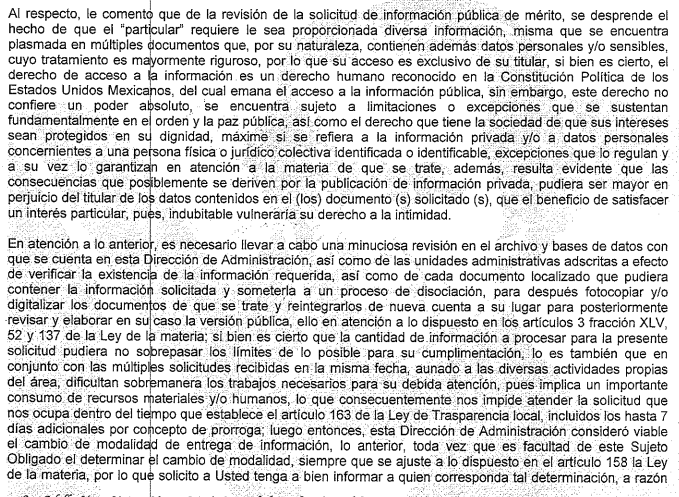 Al respecto, le comento que de la revisión de la solicitud de información pública de mérito, se desprende el
hecho de que el "particular" requiere le sea proporcionada diversa información, misma que se encuentra
plasmada en múltiples documentos que, por su naturaleza, contienen además datos personales y/o sensibles,
cuyo tratamiento es mayormente riguroso, por lo que su acceso es exclusivo de su titular, si bien es cierto, el
derecho de acceso a la información es un derecho humano reconocido en la Constitución Política de los
Estados Unidos Mexicanos, del cual emana el acceso a la información pública, sin embargo, este derecho no
confiere un poder absoluto, se encuentra sujeto a limitaciones o excepciones que se sustentan
fundamentalmente en el orden y la paz pública, así como el derecho que tiene la sociedad de que sus intereses
sean protegidos en su dignidad, máxime si se refiera a la información privada y/o a datos personales
concernientes a una persona física o jurídico colectiva identificada o identificable, excepciones que lo regulan y
a su vez lo garantizan en atención a la materia de que se trate, además, resulta evidente que las
consecuencias que posiblemente se deriven por la publicación de información privada, pudiera ser mayor en
perjuicio del titular de los datos contenidos en el (los) documento (s) solicitado (s), que el beneficio de satisfacer
un interés particular, pues, indubitable vulneraría su derecho a la intimidad.
En atención a lo anterior, es necesario llevar a cabo una minuciosa revisión en el archivo y bases de datos con
que se cuenta en esta Dirección de Administración, así como de las unidades administrativas adscritas a efecto
de verificar la existencia de la información requerida, así como de cada documento localizado que pudiera
contener la información solicitada y someterla a un proceso de disociación, para después fotocopiar y/o
digitalizar los documentos de que se trate y reintegrarlos de nueva cuenta a su lugar para posteriormente
revisar y elaborar en su caso la versión pública, ello en atención a lo dispuesto en los artículos 3 fracción XLV,
52 y 137 de la Ley de la materia; si bien es cierto que la cantidad de información a procesar para la presente
solicitud pudiera no sobrepasar los límites de lo posible para su cumplimentación, lo es también que en
conjunto con las múltiples solicitudes recibidas en la misma fecha, aunado a las diversas actividades propias
del área, dificultan sobremanera los trabajos necesarios para su debida atención, pues implica un importante
consumo de recursos materiales y/o humanos, lo que consecuentemente nos impide atender la solicitud que
nos ocupa dentro del tiempo que establece el artículo 163 de la Ley de Trasparencia local, incluidos los hasta 7
días adicionales por concepto de prorroga; luego entonces, esta Dirección de Administración consideró viable
el cambio de modalidad de entrega de información, lo anterior, toda vez que es facultad de este Sujeto
Obligado el determinar el cambio de modalidad, siempre que se ajuste a lo dispuesto en el artículo 158 la Ley
de la materia, por lo que solicito a Usted tenga a bien informar a quien corresponda tal determinación, a razón